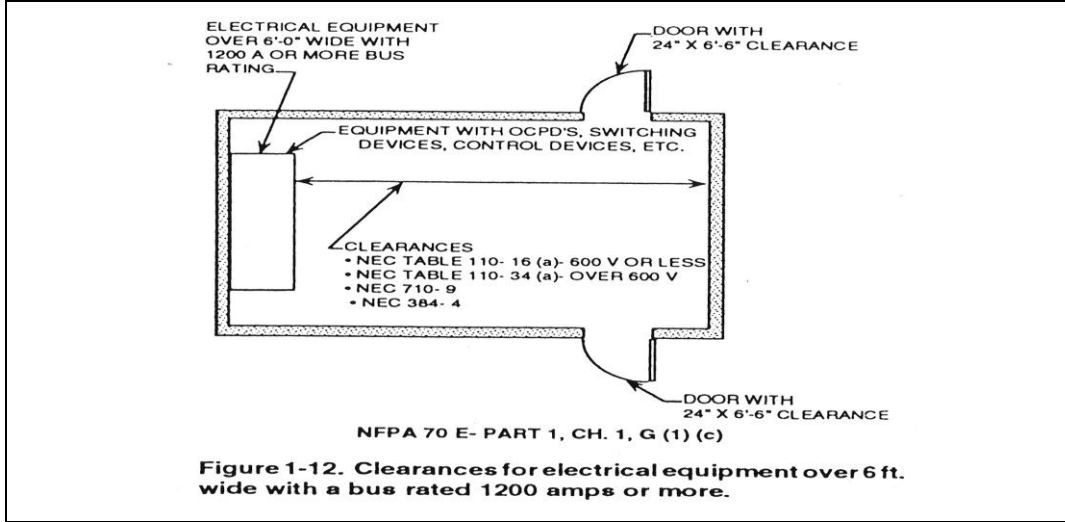 ELECTRICAL EQUIPMENT
OVER 6'-0" WIDE WITH
1200 A OR MORE BUS
RATING
DOOR WITH
24" X 6'-6" CLEARANCE
EQUIPMENT WITH OCPD'S, SWITCHING
DEVICES, CONTROL DEVICES, ETC.
CLEARANCES
• NEC TABLE 110- 16 (a)- 600 V OR LESS
• NEC TABLE 110- 34 (a)- OVER 600 V
• NEC 710- 9
• NEC 384- 4
DOOR WITH
24" X 6'-6" CLEARANCE
NFPA 70 E- PART 1, CH. 1, G (1) (c)
Figure 1-12. Clearances for electrical equipment over 6 ft.
wide with a bus rated 1200 amps or more.